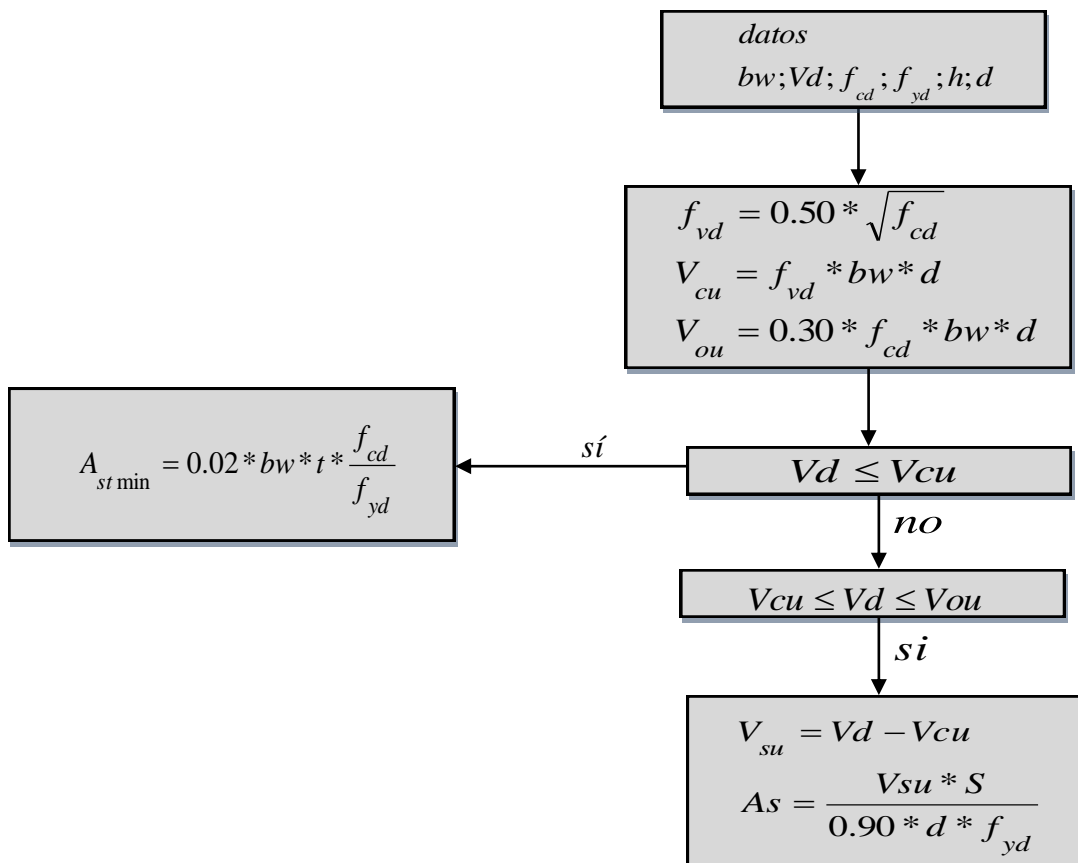 datos
bw;Vd; f_cd; f_yd; h; d
f_vd = 0.50 * √f_cd
V_cu = f_vd * bw * d
V_ou = 0.30 * f_cd * bw * d
sí
A_st min = 0.02 * bw * t * f_cd / f_yd
Vd ≤ Vcu
no
Vcu ≤ Vd ≤ Vou
si
V_su = Vd − Vcu
As = Vsu * S / 0.90 * d * f_yd